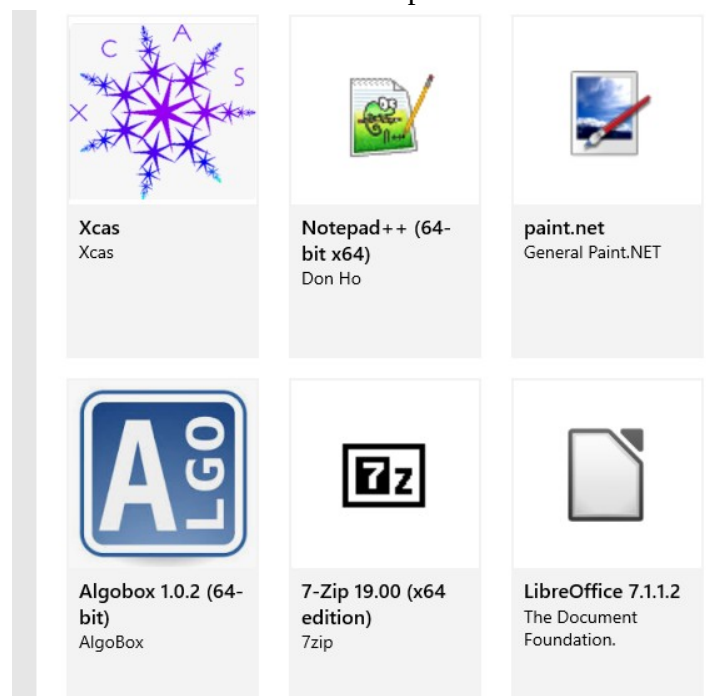 X C A S
Xcas
Xcas
Notepad++ (64-
bit x64)
Don Ho
paint.net
General Paint.NET
ALGO
Algobox 1.0.2 (64-
bit)
AlgoBox
7z
7-Zip 19.00 (x64
edition)
7zip
LibreOffice 7.1.1.2
The Document
Foundation.